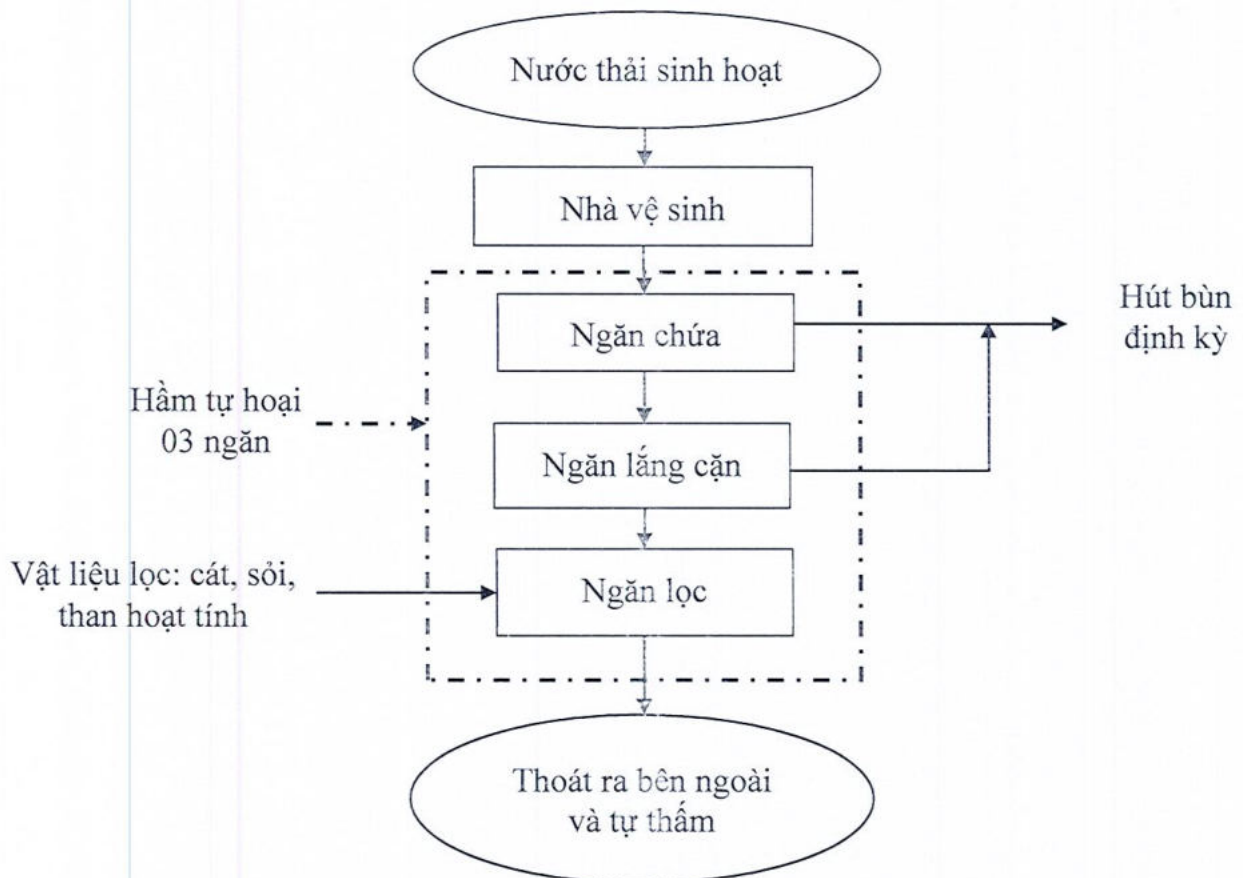 Nước thải sinh hoạt
Nhà vệ sinh
Ngăn chứa
Hút bùn
định kỳ
Hầm tự hoại
03 ngăn
Ngăn lắng cặn
Vật liệu lọc: cát, sỏi,
than hoạt tính
Ngăn lọc
Thoát ra bên ngoài
và tự thấm